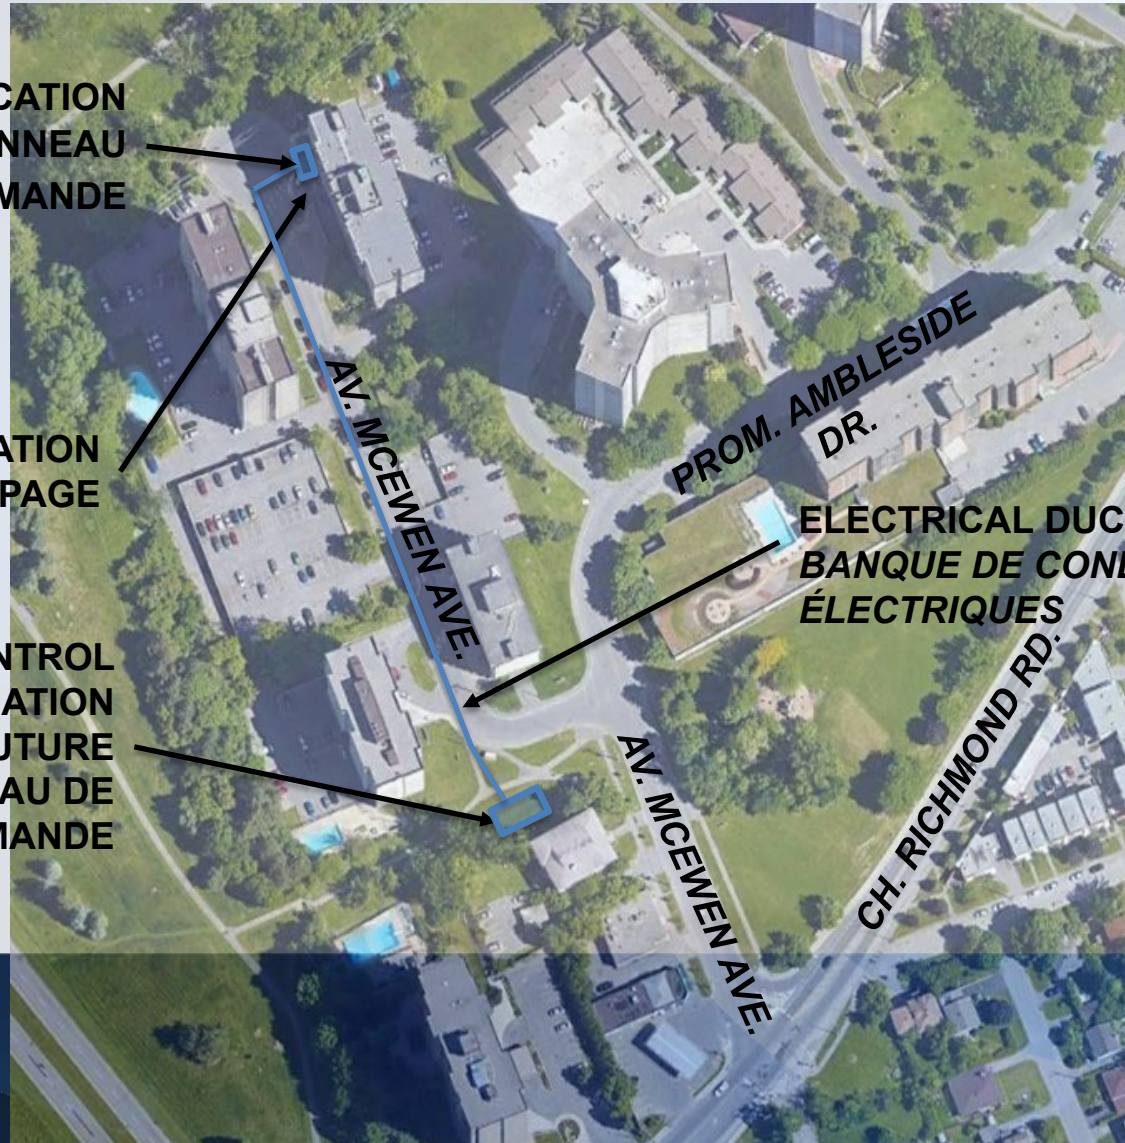 CATION
NNEAU
MANDE
PROM. AMBLESIDE
DR.
AV. MCEWEN AVE.
ATION
PAGE
ELECTRICAL DUC
BANQUE DE COND
ÉLECTRIQUES
NTROL
ATION
UTURE
AU DE
MANDE
AV. MCEWEN AVE.
CH. RICHMOND RD.